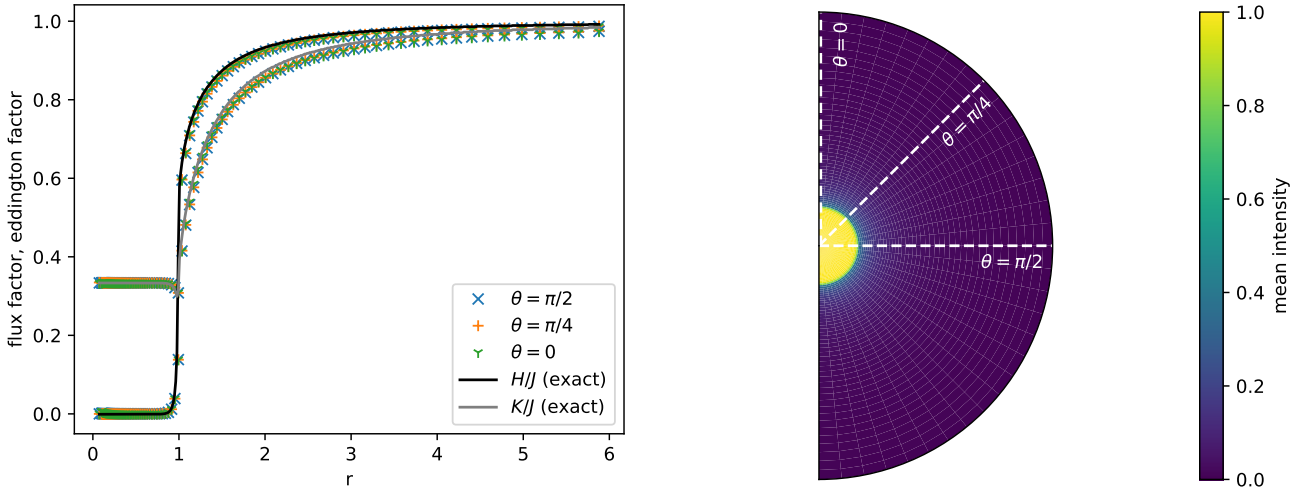 1.0
0.8
0.6
0.4
0.2
0.0
flux factor, eddington factor
0
1
2
3
4
5
6
r
θ = π/2
θ = π/4
θ = 0
H/J (exact)
K/J (exact)
θ = 0
θ = π/4
θ = π/2
1.0
0.8
0.6
0.4
0.2
0.0
mean intensity